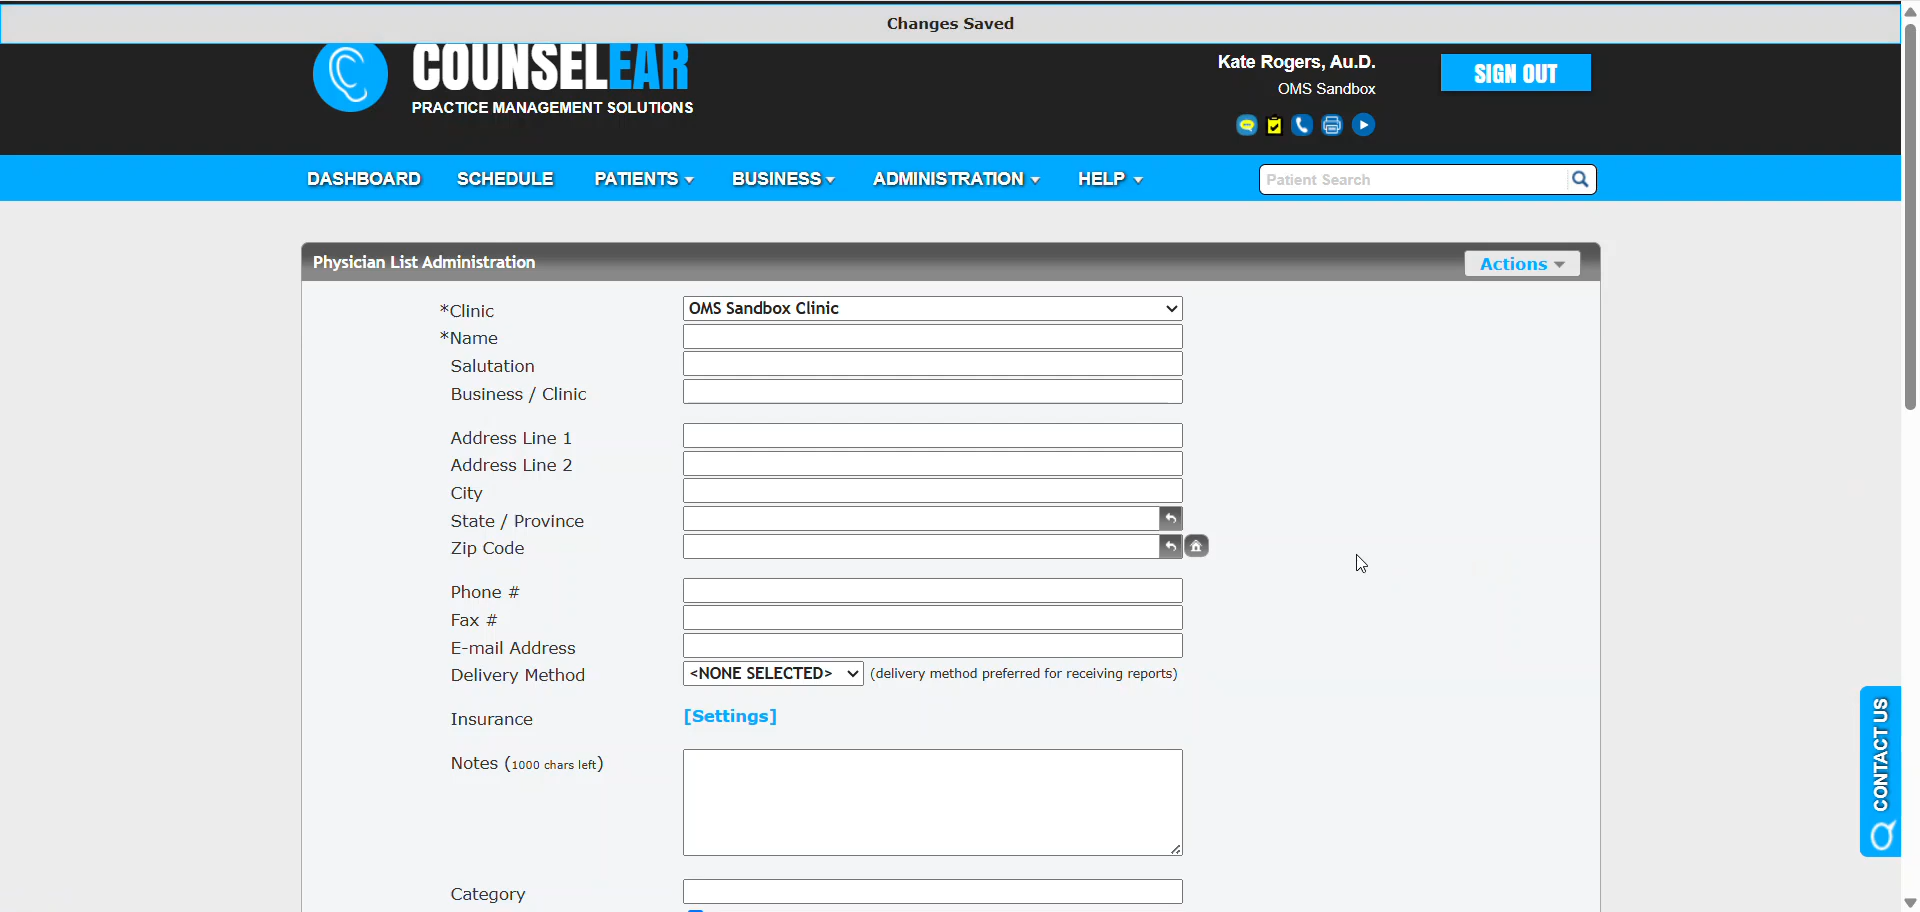 Changes Saved
COUNSELEAR
PRACTICE MANAGEMENT SOLUTIONS
Kate Rogers, Au.D.
OMS Sandbox
SIGN OUT
DASHBOARD SCHEDULE PATIENTS BUSINESS ADMINISTRATION HELP Patient Search
Physician List Administration Actions
*Clinic OMS Sandbox Clinic
*Name
Salutation
Business / Clinic
Address Line 1
Address Line 2
City
State / Province
Zip Code
Phone #
Fax #
E-mail Address
Delivery Method <NONE SELECTED> (delivery method preferred for receiving reports)
Insurance [Settings]
Notes (1000 chars left)
Category
CONTACT US